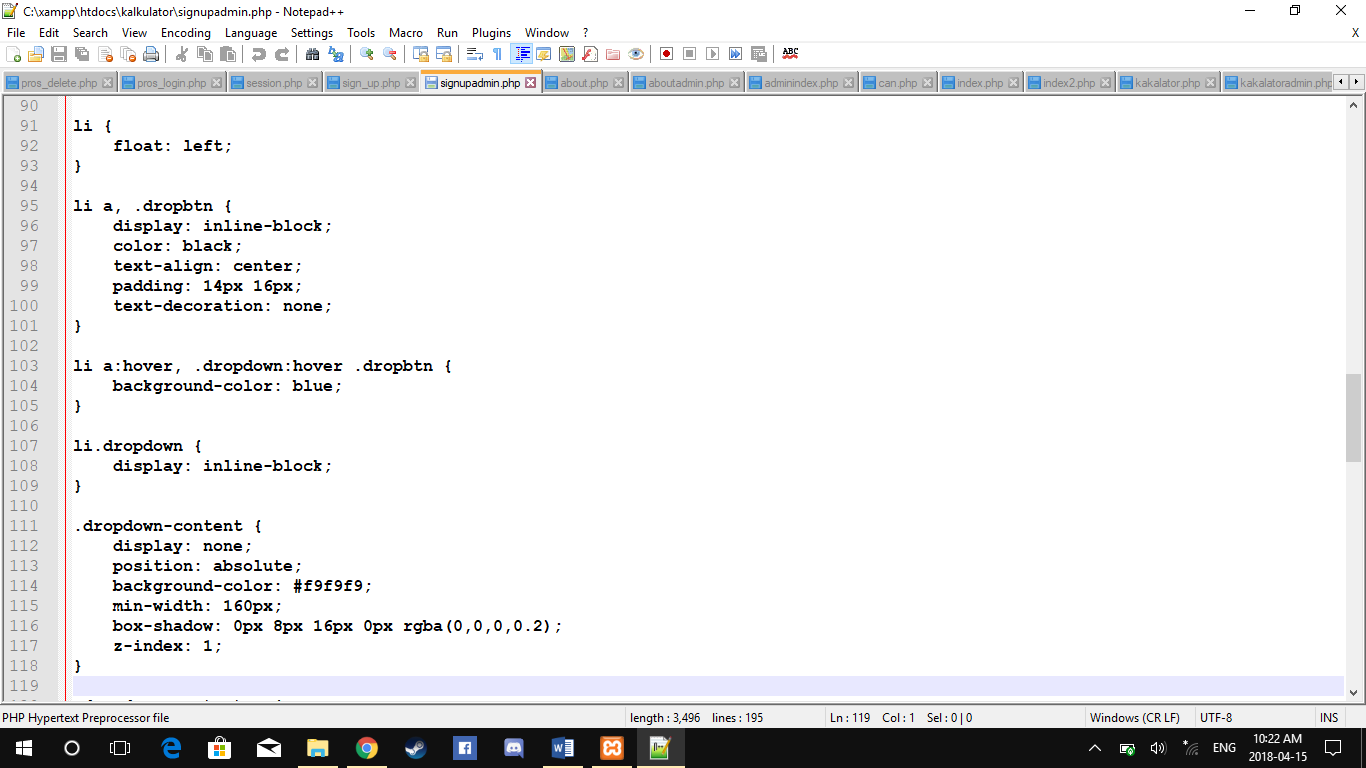 C:\xampp\htdocs\kalkulator\signupadmin.php - Notepad++
File Edit Search View Encoding Language Settings Tools Macro Run Plugins Window ? X
ABC
pros_delete.php pros_login.php session.php sign_up.php signupadmin.php about.php aboutadmin.php adminindex.php can.php index.php index2.php kakalator.php kakalatoradmin.php
90
91 li {
92 float: left;
93 }
94
95 li a, .dropbtn {
96 display: inline-block;
97 color: black;
98 text-align: center;
99 padding: 14px 16px;
100 text-decoration: none;
101 }
102
103 li a:hover, .dropdown:hover .dropbtn {
104 background-color: blue;
105 }
106
107 li.dropdown {
108 display: inline-block;
109 }
110
111 .dropdown-content {
112 display: none;
113 position: absolute;
114 background-color: #f9f9f9;
115 min-width: 160px;
116 box-shadow: 0px 8px 16px 0px rgba(0,0,0,0.2);
117 z-index: 1;
118 }
119
PHP Hypertext Preprocessor file length : 3,496 lines : 195 Ln : 119 Col : 1 Sel : 0 | 0 Windows (CR LF) UTF-8 INS
ENG 10:22 AM
2018-04-15